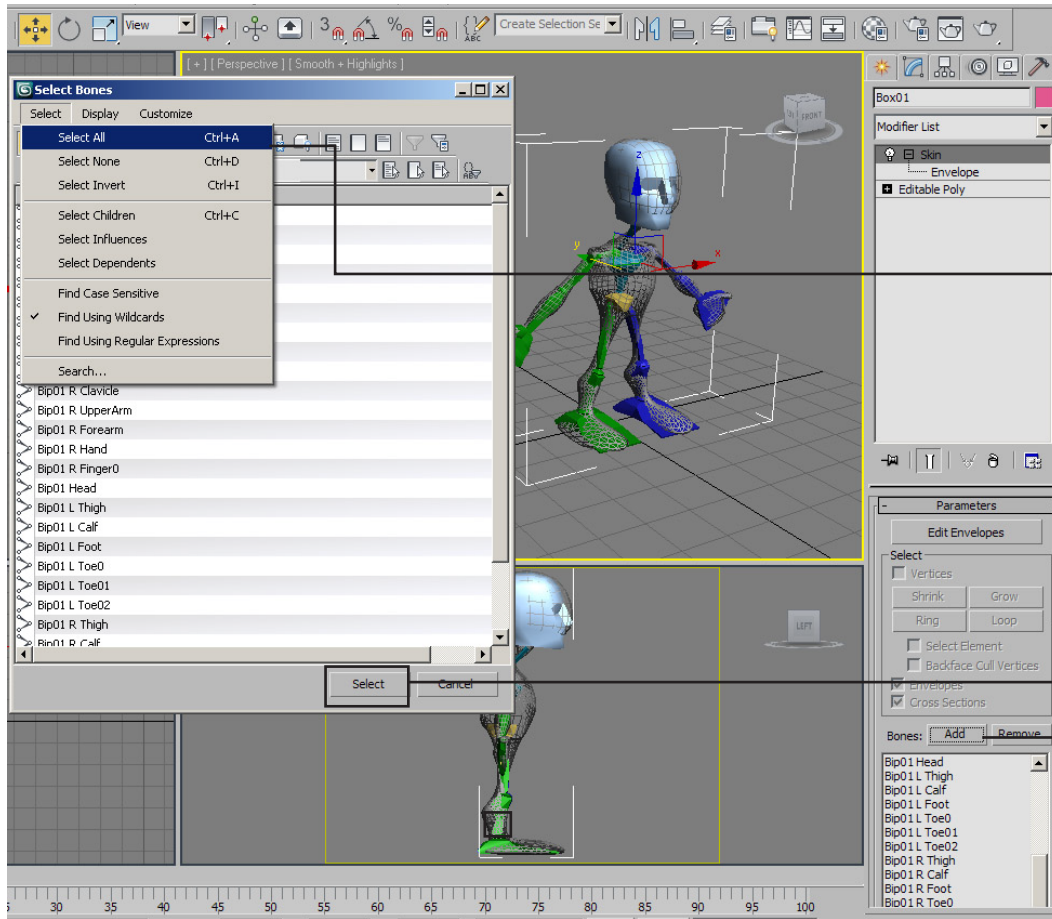 View
3
%
ABC
Create Selection Se
[ + ] [ Perspective ] [ Smooth + Highlights ]
Select Bones
Select Display Customize
Select All Ctrl+A
Select None Ctrl+D
Select Invert Ctrl+I
Select Children Ctrl+C
Select Influences
Select Dependents
Find Case Sensitive
Find Using Wildcards
Find Using Regular Expressions
Search...
Bip01 R Clavicle
Bip01 R UpperArm
Bip01 R Forearm
Bip01 R Hand
Bip01 R Finger0
Bip01 Head
Bip01 L Thigh
Bip01 L Calf
Bip01 L Foot
Bip01 L Toe0
Bip01 L Toe01
Bip01 L Toe02
Bip01 R Thigh
Bip01 R Calf
Select Cancel
FRONT
z
y
x
LEFT
Box01
Modifier List
Skin
Envelope
Editable Poly
- Parameters
Edit Envelopes
Select
Vertices
Shrink Grow
Ring Loop
Select Element
Backface Cull Vertices
Envelopes
Cross Sections
Bones: Add Remove
Bip01 Head
Bip01 L Thigh
Bip01 L Calf
Bip01 L Foot
Bip01 L Toe0
Bip01 L Toe01
Bip01 L Toe02
Bip01 R Thigh
Bip01 R Calf
Bip01 R Foot
Bip01 R Toe0
30 35 40 45 50 55 60 65 70 75 80 85 90 95 100